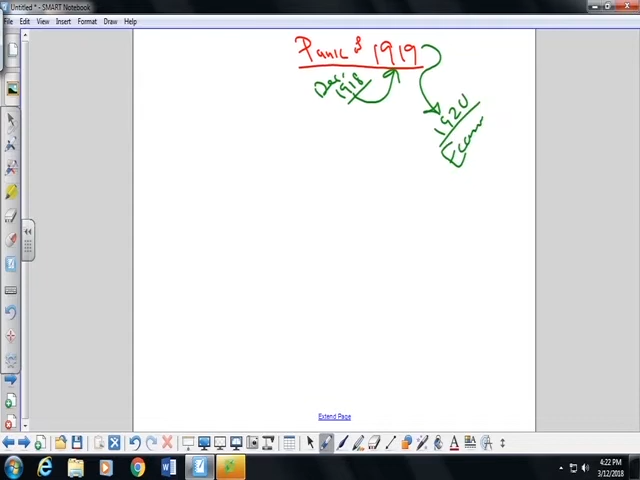 Untitled * - SMART Notebook
File Edit View Insert Format Draw Help
Panic of 1919
Dec.
1918
1920
Econ
Extend Page
4:22 PM
3/12/2018